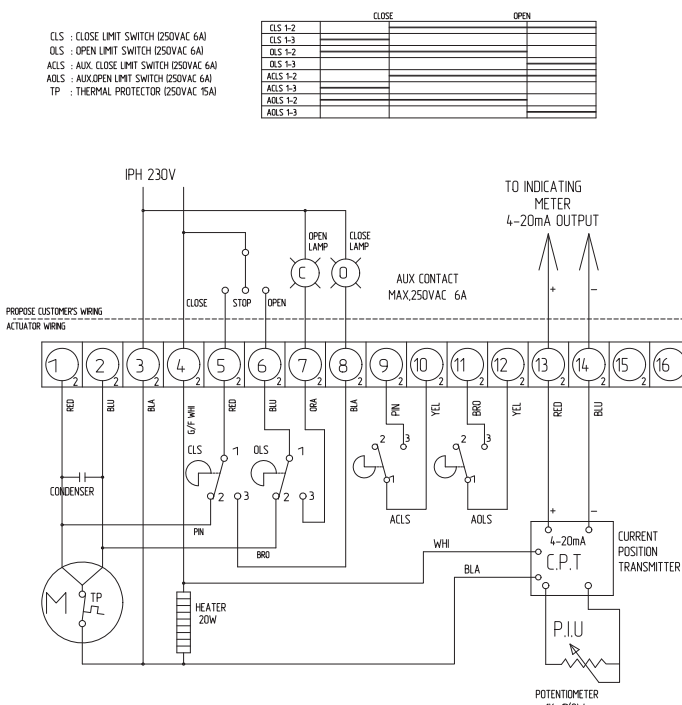 CLS : CLOSE LIMIT SWITCH (250VAC 6A)
OLS : OPEN LIMIT SWITCH (250VAC 6A)
ACLS : AUX. CLOSE LIMIT SWITCH (250VAC 6A)
AOLS : AUX.OPEN LIMIT SWITCH (250VAC 6A)
TP : THERMAL PROTECTOR (250VAC 15A)
CLOSE OPEN
CLS 1-2
CLS 1-3
OLS 1-2
OLS 1-3
ACLS 1-2
ACLS 1-3
AOLS 1-2
AOLS 1-3
IPH 230V
TO INDICATING
METER
4-20mA OUTPUT
OPEN LAMP
CLOSE LAMP
C O
AUX CONTACT
MAX,250VAC 6A
+ -
CLOSE STOP OPEN
PROPOSE CUSTOMER'S WIRING
ACTUATOR WIRING
1 2 3 4 5 6 7 8 9 10 11 12 13 14 15 16
2 2 2 2 2 2 2 2 2 2 2 2 2 2 2
RED BLU BLA G/F WHI RED BLU ORA BLA PIN YEL BRO YEL RED BLU
CLS 1 OLS 1
2 3 2 3
2 3 1 2 3 1
CONDENSER
ACLS AOLS
PIN
BRO
WHI
BLA
+ -
4-20mA
C.P.T
CURRENT
POSITION
TRANSMITTER
M TP
HEATER
20W
P.I.U
POTENTIOMETER